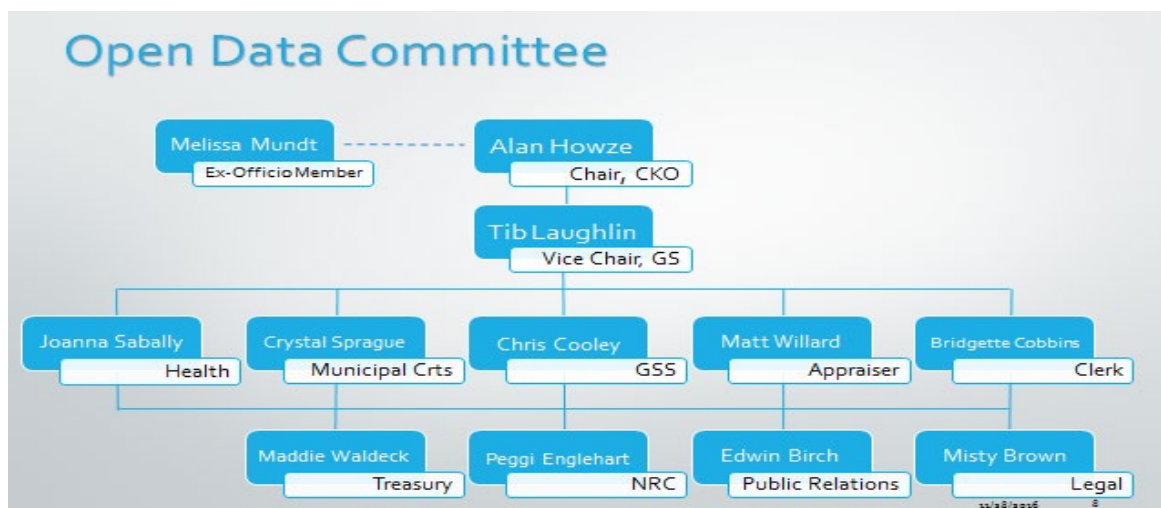 Open Data Committee
Melissa Mundt
Ex-Officio Member
Alan Howze
Chair, CKO
Tib Laughlin
Vice Chair, GS
Joanna Sabally
Health
Crystal Sprague
Municipal Crts
Chris Cooley
GSS
Matt Willard
Appraiser
Bridgette Cobbins
Clerk
Maddie Waldeck
Treasury
Peggi Englehart
NRC
Edwin Birch
Public Relations
Misty Brown
Legal
8